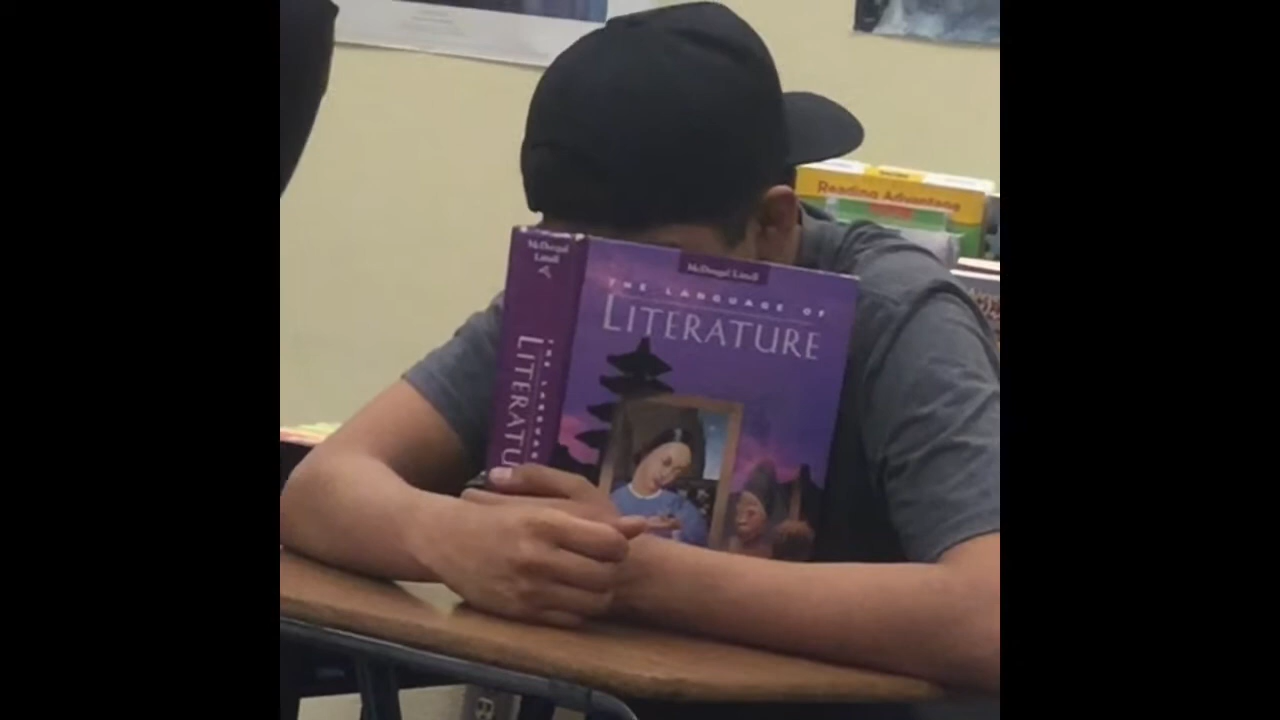 Reading Advantage
McDougal
Littell
THE LANGUAGE OF
LITERATU
McDougal Littell
THE LANGUAGE OF
LITERATURE